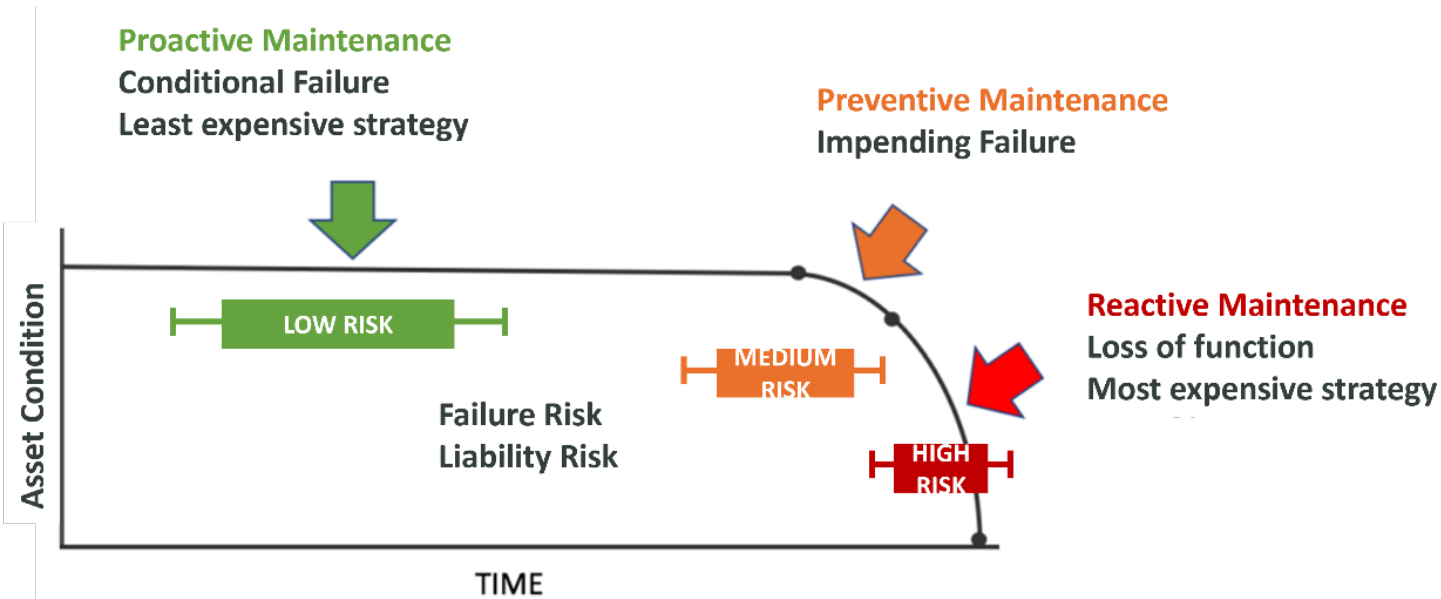 Proactive Maintenance
Conditional Failure
Least expensive strategy
Preventive Maintenance
Impending Failure
Reactive Maintenance
Loss of function
Most expensive strategy
LOW RISK
MEDIUM
RISK
HIGH
RISK
Failure Risk
Liability Risk
Asset Condition
TIME